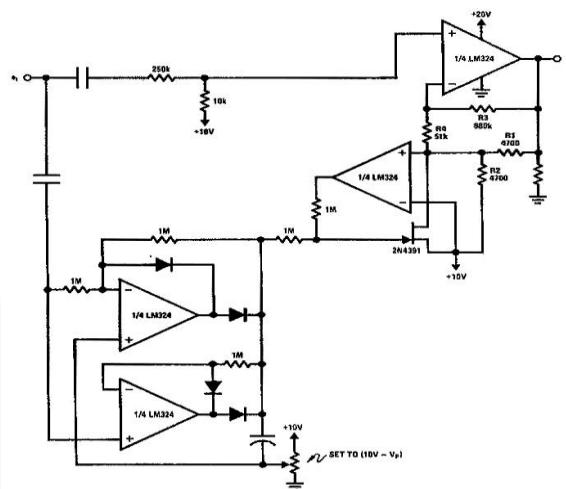 +20V
e1
250k
10k
+10V
1/4 LM324
R3
680k
R4
51k
R1
4700
R2
4700
1/4 LM324
1M
2N4391
+10V
1M
1M
1M
1/4 LM324
1M
1/4 LM324
+10V
SET TO (10V – VP)